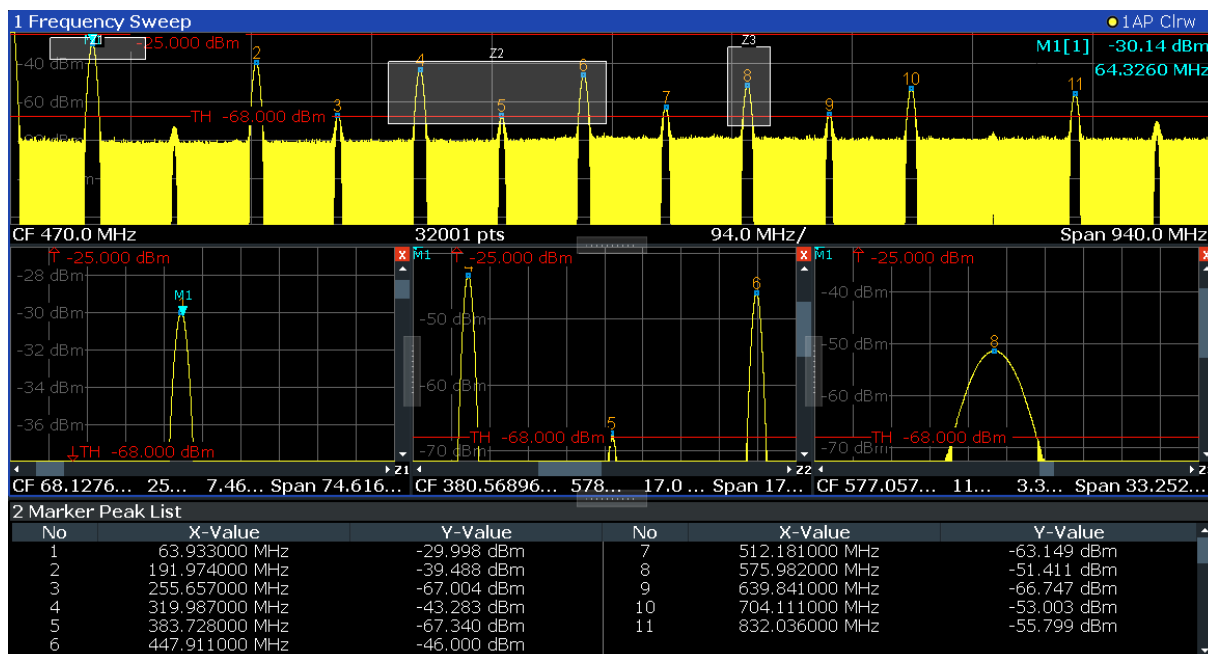 1 Frequency Sweep
1AP Clrw
-25.000 dBm
M1[1] -30.14 dBm
64.3260 MHz
M1
2
4
Z2
6
Z3
8
10
11
-40 dBm
-60 dBm
3
5
7
9
TH -68.000 dBm
CF 470.0 MHz 32001 pts 94.0 MHz/ Span 940.0 MHz
-25.000 dBm
-28 dBm
M1
-30 dBm
-32 dBm
-34 dBm
-36 dBm
TH -68.000 dBm
Z1
CF 68.1276... 25... 7.46... Span 74.616...
M1 -25.000 dBm
6
-50 dBm
-60 dBm
5
TH -68.000 dBm
-70 dBm
Z2
CF 380.56896... 578... 17.0 ... Span 17...
M1 -25.000 dBm
-40 dBm
8
-50 dBm
-60 dBm
TH -68.000 dBm
-70 dBm
CF 577.057... 11... 3.3... Span 33.252...
2 Marker Peak List
No X-Value Y-Value No X-Value Y-Value
1 63.933000 MHz -29.998 dBm 7 512.181000 MHz -63.149 dBm
2 191.974000 MHz -39.488 dBm 8 575.982000 MHz -51.411 dBm
3 255.657000 MHz -67.004 dBm 9 639.841000 MHz -66.747 dBm
4 319.987000 MHz -43.283 dBm 10 704.111000 MHz -53.003 dBm
5 383.728000 MHz -67.340 dBm 11 832.036000 MHz -55.799 dBm
6 447.911000 MHz -46.000 dBm